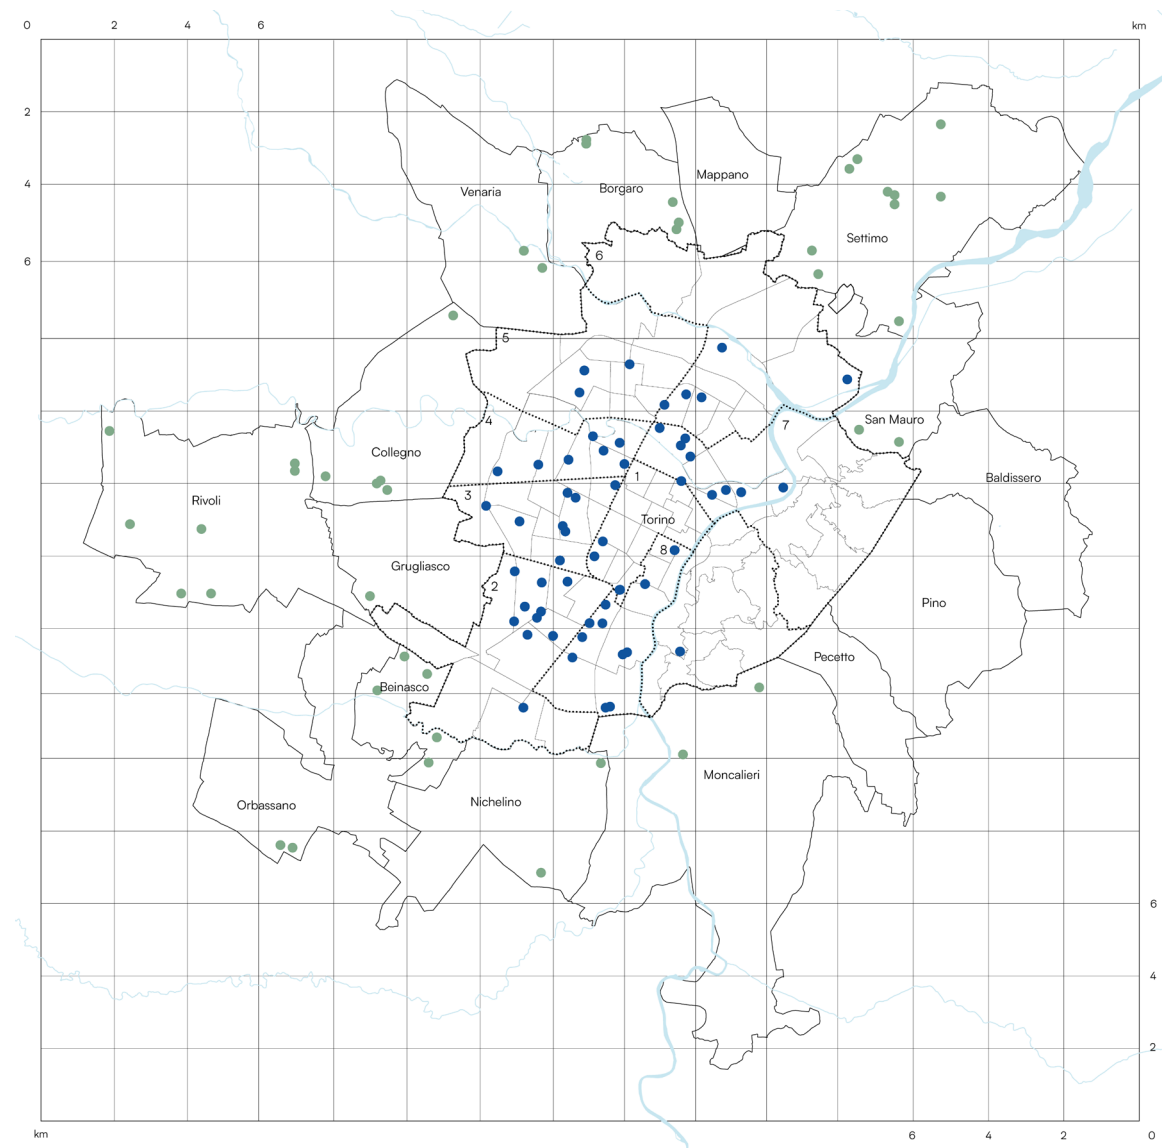 0 2 4 6 km
2
4
6
Venaria
Borgaro
Mappano
Settimo
6
5
4
7
San Mauro
Collegno
Baldissero
1
3
Rivoli
Torino
8
Grugliasco
2
Pino
Pecetto
Beinasco
Moncalieri
Nichelino
Orbassano
6
4
2
km 6 4 2 0